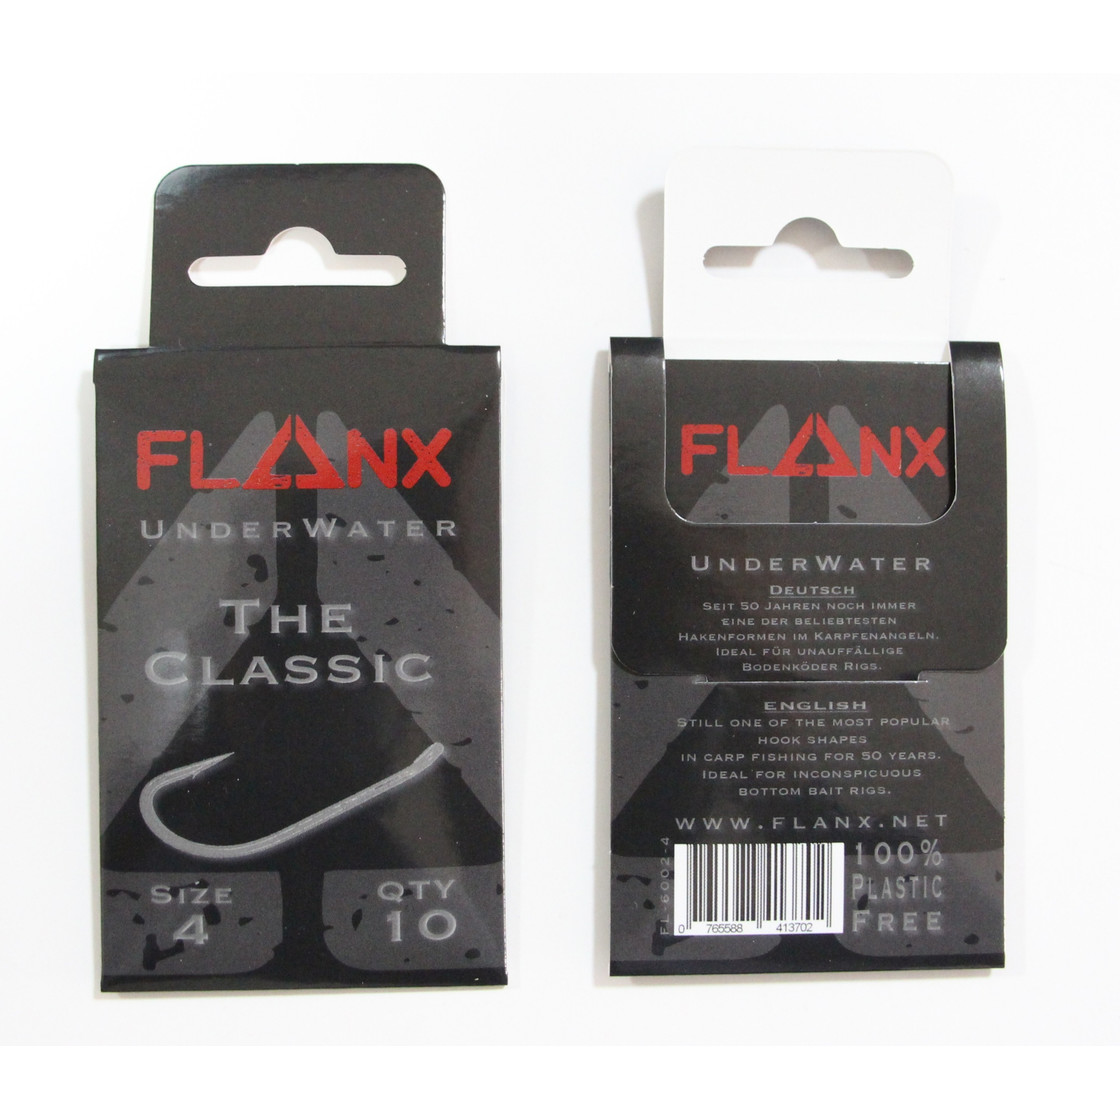 FLANX
UNDERWATER
THE
CLASSIC
SIZE
4
QTY
10
FLANX
UNDERWATER
DEUTSCH
SEIT 50 JAHREN NOCH IMMER
EINE DER BELIEBTESTEN
HAKENFORMEN IM KARPFENANGELN.
IDEAL FÜR UNAUFFÄLLIGE
BODENKÖDER RIGS.
ENGLISH
STILL ONE OF THE MOST POPULAR
HOOK SHAPES
IN CARP FISHING FOR 50 YEARS.
IDEAL FOR INCONSPICUOUS
BOTTOM BAIT RIGS.
WWW.FLANX.NET
FL-6002-4
0 765588 413702
100%
PLASTIC
FREE